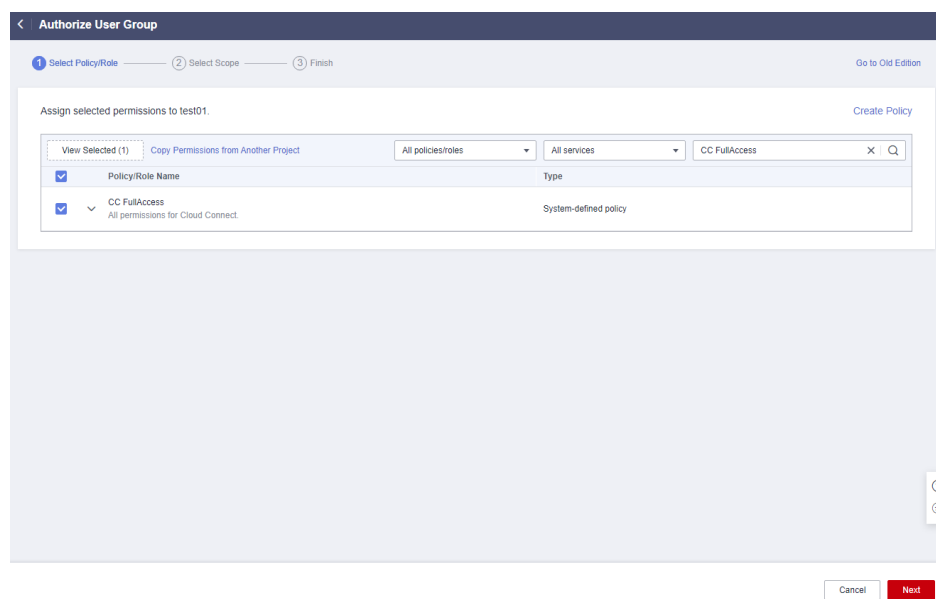 Authorize User Group
1 Select Policy/Role 2 Select Scope 3 Finish Go to Old Edition
Assign selected permissions to test01. Create Policy
View Selected (1) Copy Permissions from Another Project All policies/roles All services CC FullAccess
Policy/Role Name Type
CC FullAccess
All permissions for Cloud Connect. System-defined policy
Cancel Next